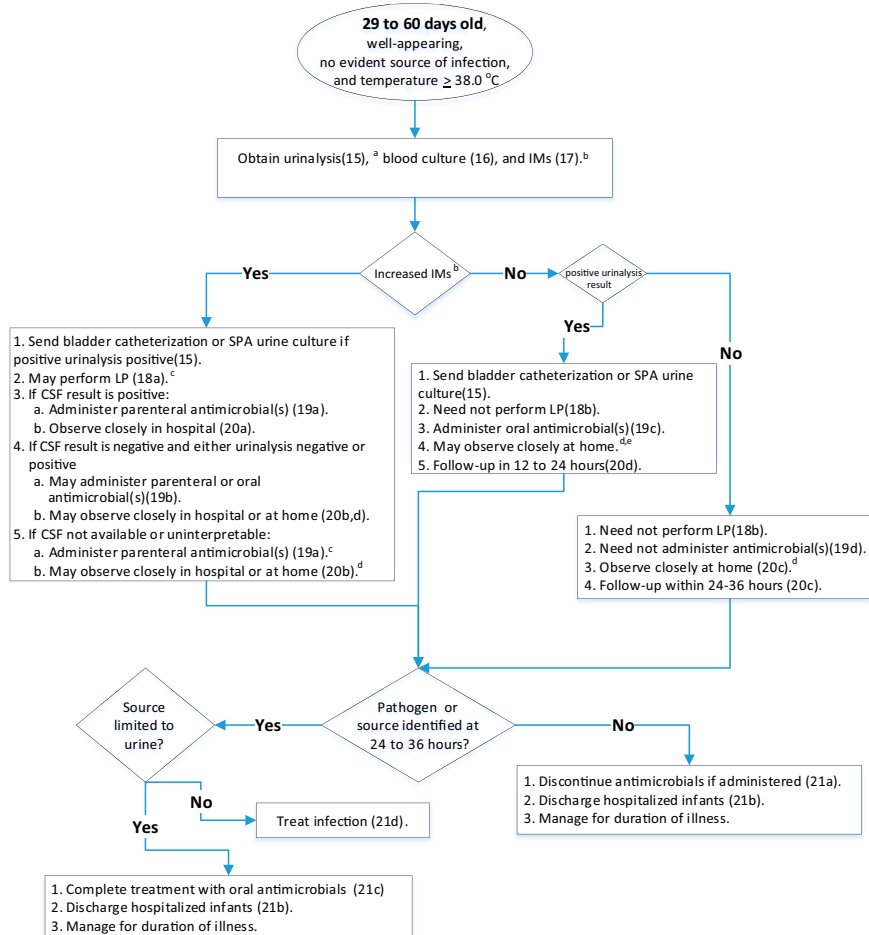 29 to 60 days old,
well-appearing,
no evident source of infection,
and temperature ≥ 38.0 °C
Obtain urinalysis(15), a blood culture (16), and IMs (17).b
Increased IMs b
Yes
No
positive urinalysis
result
Yes
No
1. Send bladder catheterization or SPA urine culture if
positive urinalysis positive(15).
2. May perform LP (18a).c
3. If CSF result is positive:
a. Administer parenteral antimicrobial(s) (19a).
b. Observe closely in hospital (20a).
4. If CSF result is negative and either urinalysis negative or
positive
a. May administer parenteral or oral
antimicrobial(s)(19b).
b. May observe closely in hospital or at home (20b,d).
5. If CSF not available or uninterpretable:
a. Administer parenteral antimicrobial(s) (19a).c
b. May observe closely in hospital or at home (20b).d
1. Send bladder catheterization or SPA urine
culture(15).
2. Need not perform LP(18b).
3. Administer oral antimicrobial(s)(19c).
4. May observe closely at home.d,e
5. Follow-up in 12 to 24 hours(20d).
1. Need not perform LP(18b).
2. Need not administer antimicrobial(s)(19d).
3. Observe closely at home (20c).d
4. Follow-up within 24-36 hours (20c).
Pathogen or
source identified at
24 to 36 hours?
Yes
No
Source
limited to
urine?
No
Yes
Treat infection (21d).
1. Discontinue antimicrobials if administered (21a).
2. Discharge hospitalized infants (21b).
3. Manage for duration of illness.
1. Complete treatment with oral antimicrobials (21c)
2. Discharge hospitalized infants (21b).
3. Manage for duration of illness.